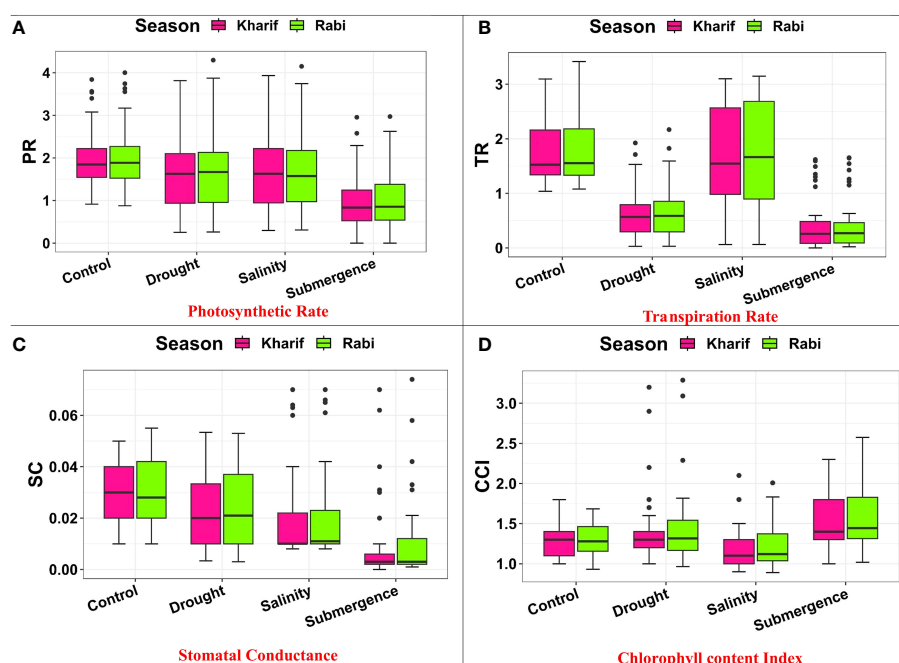 A
Season Kharif Rabi
PR
4
3
2
1
0
Control Drought Salinity Submergence
Photosynthetic Rate
B
Season Kharif Rabi
TR
3
2
1
0
Control Drought Salinity Submergence
Transpiration Rate
C
Season Kharif Rabi
SC
0.06
0.04
0.02
0.00
Control Drought Salinity Submergence
Stomatal Conductance
D
Season Kharif Rabi
CCI
3.0
2.5
2.0
1.5
1.0
Control Drought Salinity Submergence
Chlorophyll content Index